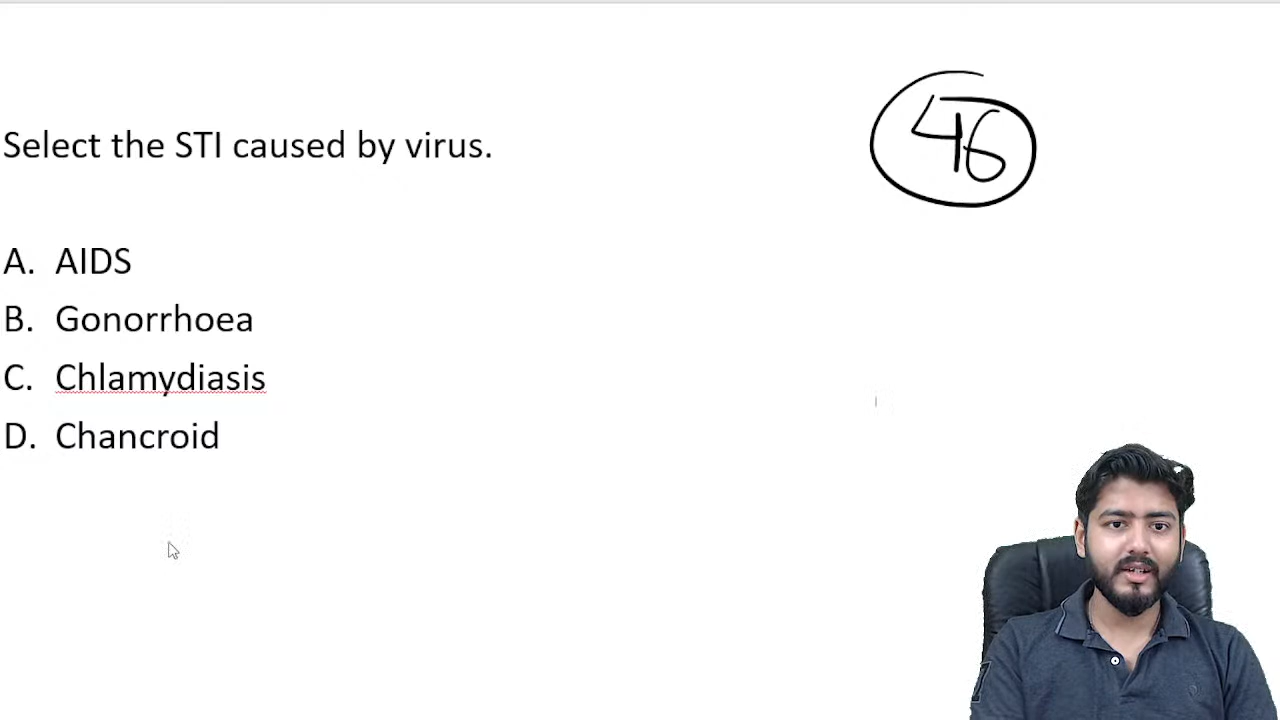 46
Select the STI caused by virus.
A. AIDS
B. Gonorrhoea
C. Chlamydiasis
D. Chancroid